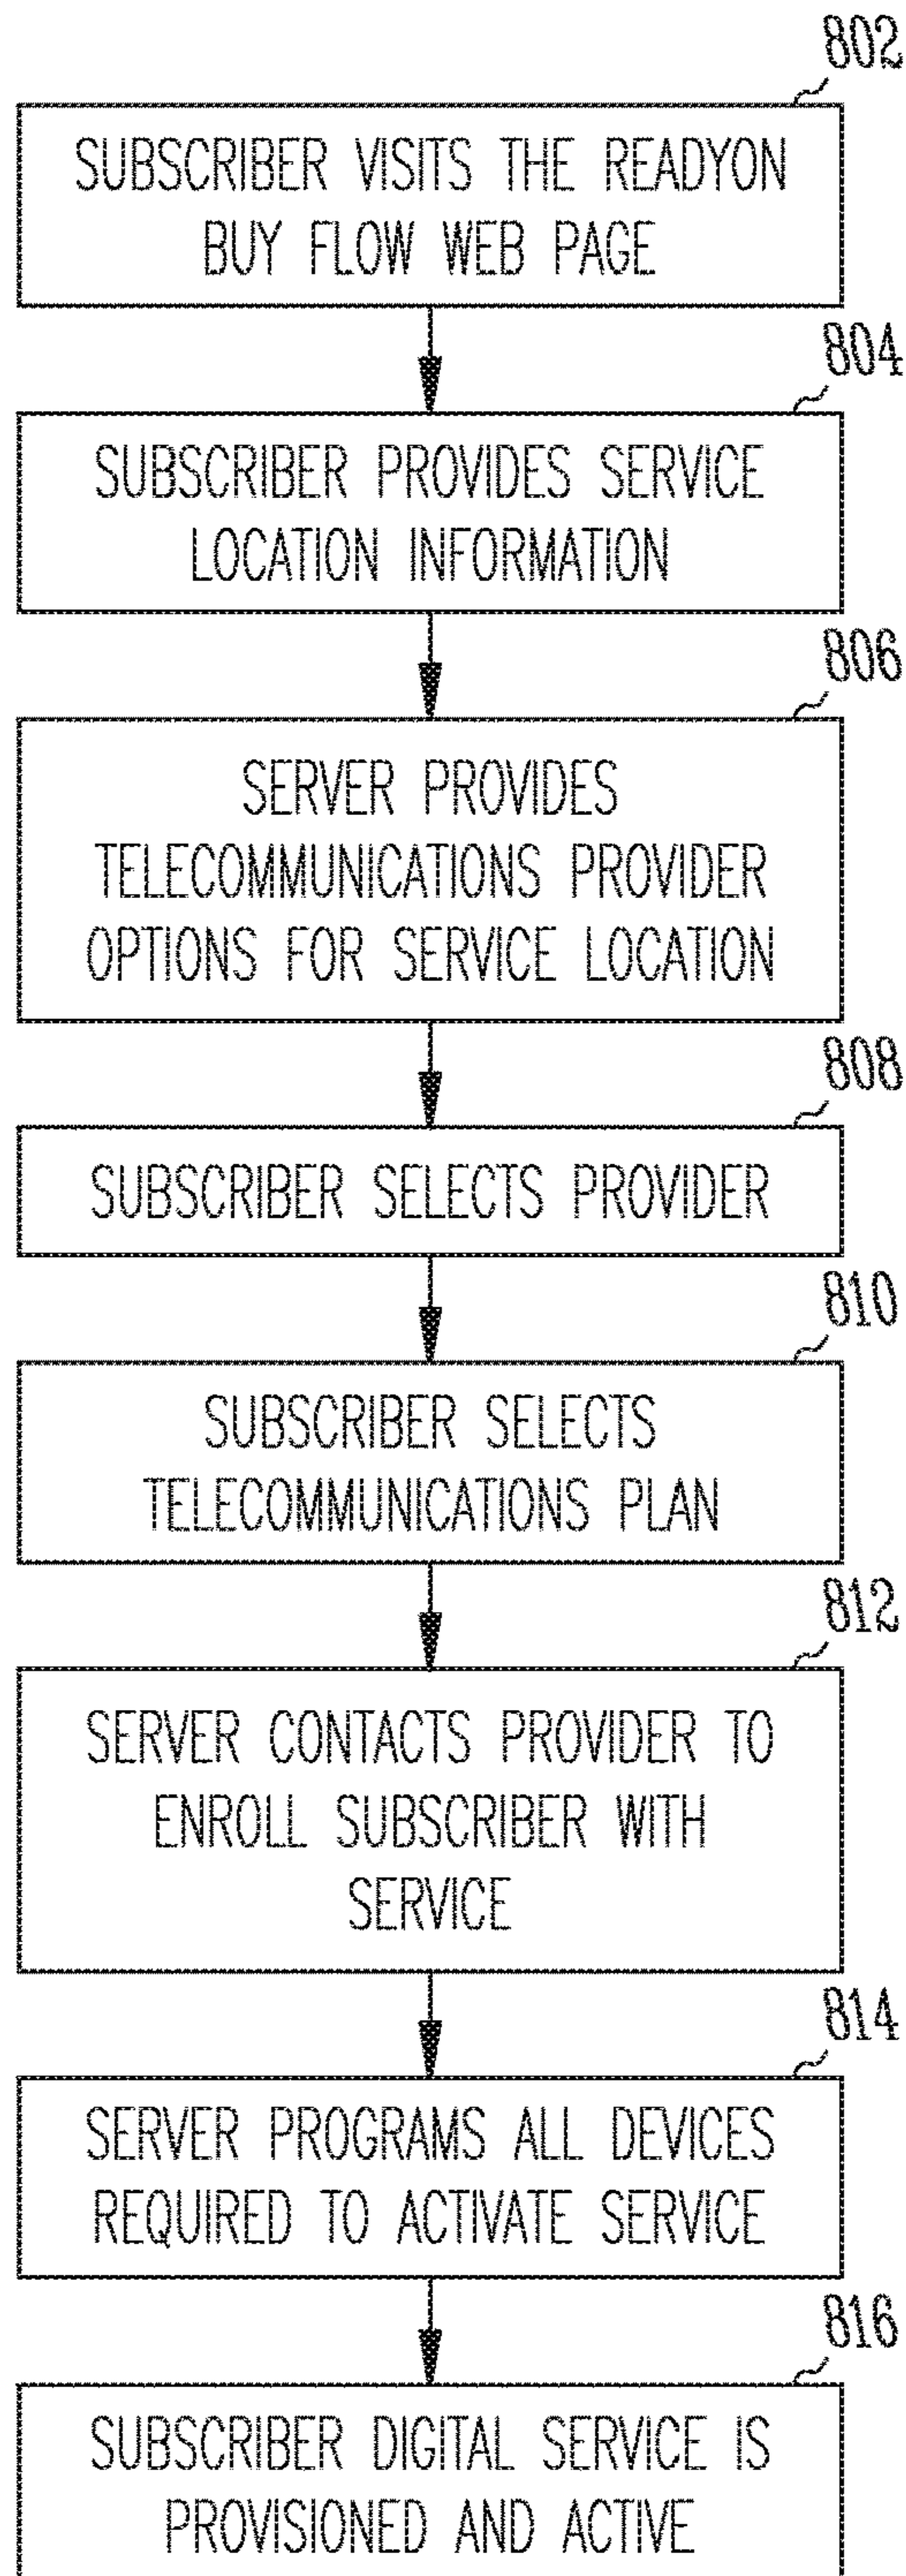 802
SUBSCRIBER VISITS THE READYON
BUY FLOW WEB PAGE
804
SUBSCRIBER PROVIDES SERVICE
LOCATION INFORMATION
806
SERVER PROVIDES
TELECOMMUNICATIONS PROVIDER
OPTIONS FOR SERVICE LOCATION
808
SUBSCRIBER SELECTS PROVIDER
810
SUBSCRIBER SELECTS
TELECOMMUNICATIONS PLAN
812
SERVER CONTACTS PROVIDER TO
ENROLL SUBSCRIBER WITH
SERVICE
814
SERVER PROGRAMS ALL DEVICES
REQUIRED TO ACTIVATE SERVICE
816
SUBSCRIBER DIGITAL SERVICE IS
PROVISIONED AND ACTIVE